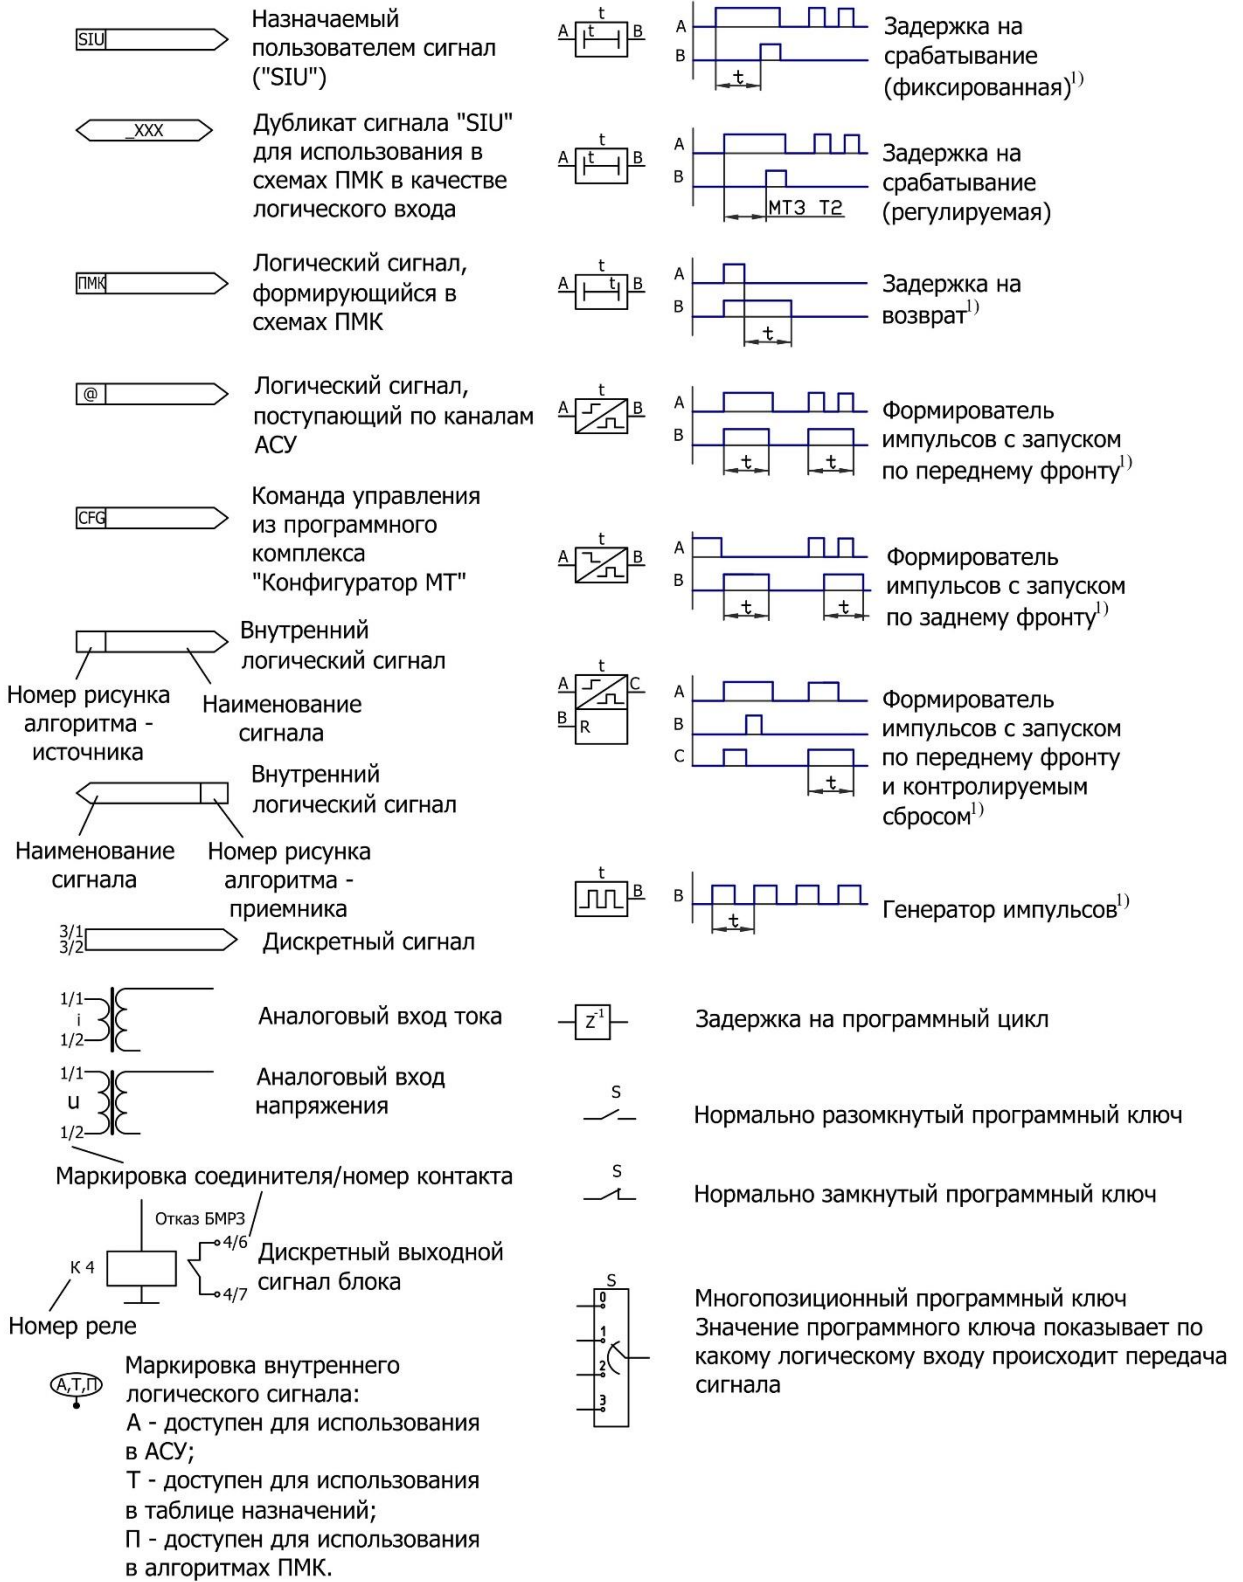 SIU
Назначаемый
пользователем сигнал
("SIU")
_XXX
Дубликат сигнала "SIU"
для использования в
схемах ПМК в качестве
логического входа
ПМК
Логический сигнал,
формирующийся в
схемах ПМК
@
Логический сигнал,
поступающий по каналам
АСУ
CFG
Команда управления
из программного
комплекса
"Конфигуратор МТ"
Внутренний
логический сигнал
Номер рисунка
алгоритма -
источника
Наименование
сигнала
Внутренний
логический сигнал
Наименование
сигнала
Номер рисунка
алгоритма -
приемника
3/1
3/2
Дискретный сигнал
1/1
i
1/2
Аналоговый вход тока
1/1
u
1/2
Аналоговый вход
напряжения
Маркировка соединителя/номер контакта
Отказ БМРЗ
К 4
4/6
4/7
Дискретный выходной
сигнал блока
Номер реле
А,Т,П
Маркировка внутреннего
логического сигнала:
А - доступен для использования
в АСУ;
Т - доступен для использования
в таблице назначений;
П - доступен для использования
в алгоритмах ПМК.
t
A t B
A
B
t
Задержка на
срабатывание
(фиксированная)1)
t
A t B
A
B
МТЗ Т2
Задержка на
срабатывание
(регулируемая)
t
A t B
A
B
t
Задержка на
возврат1)
t
A B
A
B
t t
Формирователь
импульсов с запуском
по переднему фронту1)
t
A B
A
B
t t
Формирователь
импульсов с запуском
по заднему фронту1)
t
A C
B R
A
B
C
t
Формирователь
импульсов с запуском
по переднему фронту
и контролируемым
сбросом1)
t
B
B
t
Генератор импульсов1)
Z-1
Задержка на программный цикл
S
Нормально разомкнутый программный ключ
S
Нормально замкнутый программный ключ
S
0
1
2
3
Многопозиционный программный ключ
Значение программного ключа показывает по
какому логическому входу происходит передача
сигнала